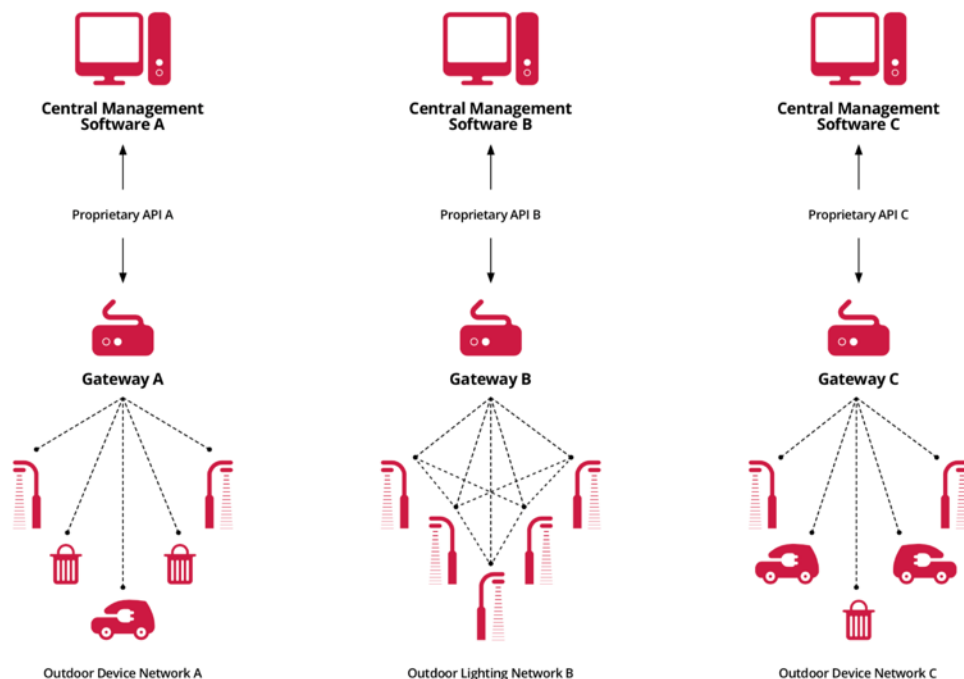 Central Management
Software A
Central Management
Software B
Central Management
Software C
Proprietary API A
Proprietary API B
Proprietary API C
Gateway A
Gateway B
Gateway C
Outdoor Device Network A
Outdoor Lighting Network B
Outdoor Device Network C